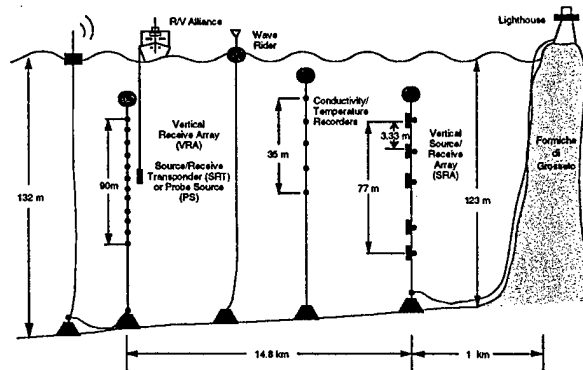 R/V Alliance
Wave
Rider
Lighthouse
Vertical
Receive Array
(VRA)
Source/Receive
Transponder (SRT)
or Probe Source
(PS)
Conductivity/
Temperature
Recorders
Vertical
Source/Receive
Array
(SRA)
Formiche
di
Grosseto
132 m
90m
35 m
3.33 m
77 m
123 m
14.8 km
1 km